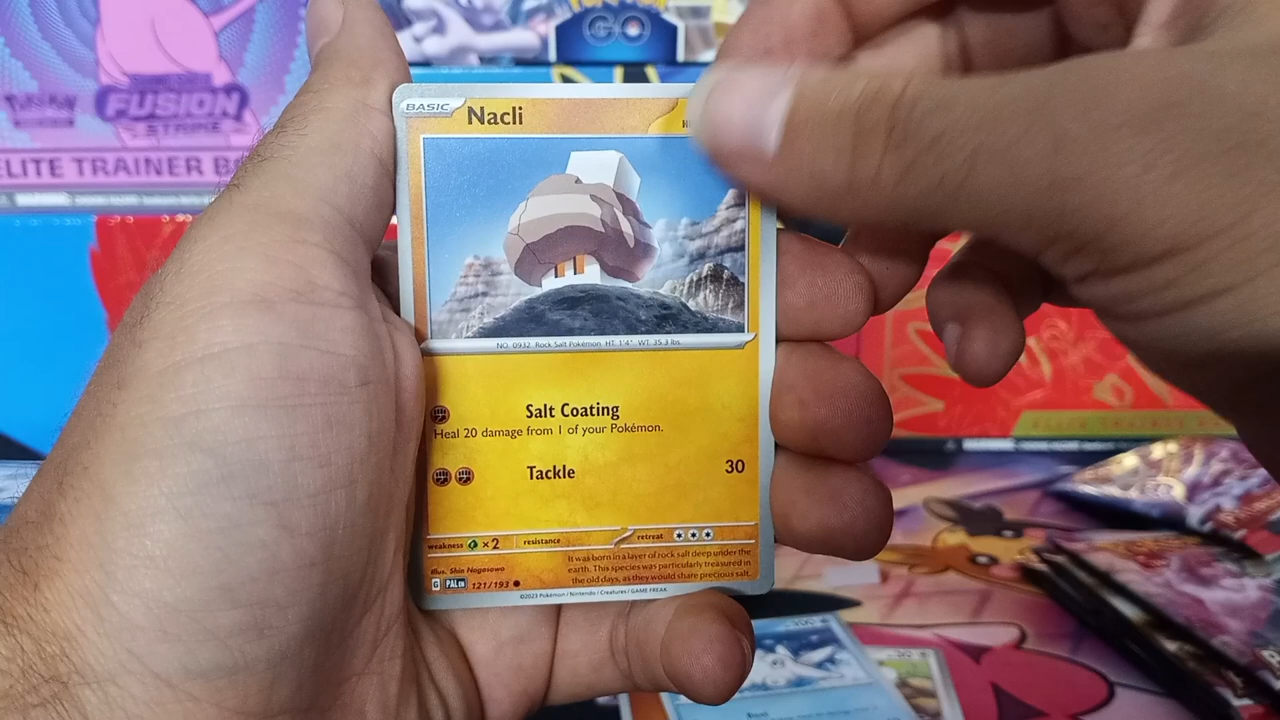 GO
FUSION
STRIKE
ELITE TRAINER B
BASIC Nacli
NO. 0932 Rock Salt Pokémon. HT: 1'4" WT: 35.3 lbs.
Salt Coating
Heal 20 damage from 1 of your Pokémon.
Tackle 30
weakness ×2 resistance retreat
It was born in a layer of rock salt deep under the
earth. This species was particularly treasured in
the old days, as they would share precious salt.
Illus. Shin Nagasawa
G PAL EN 121/193
©2023 Pokémon / Nintendo / Creatures / GAME FREAK